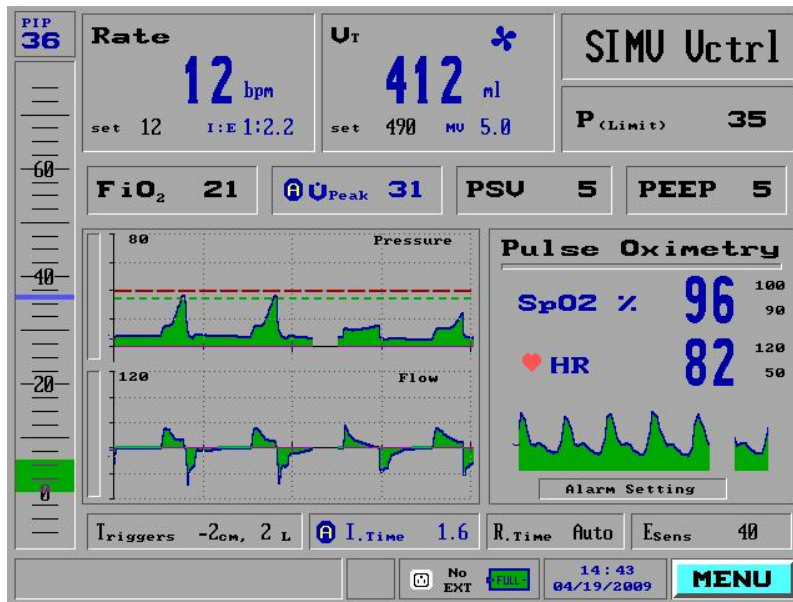 PIP
36
60
40
20
0
Rate
12 bpm
set 12 I:E 1:2.2
VT
412 ml
set 490 MV 5.0
SIMV Vctrl
P(Limit) 35
FiO2 21
A V̇Peak 31
PSV 5
PEEP 5
80 Pressure
120 Flow
Pulse Oximetry
SpO2 % 96 100 90
HR 82 120 50
Alarm Setting
Triggers -2cm, 2 L
A I.Time 1.6
R.Time Auto
ESens 40
No EXT
FULL
14:43
04/19/2009
MENU